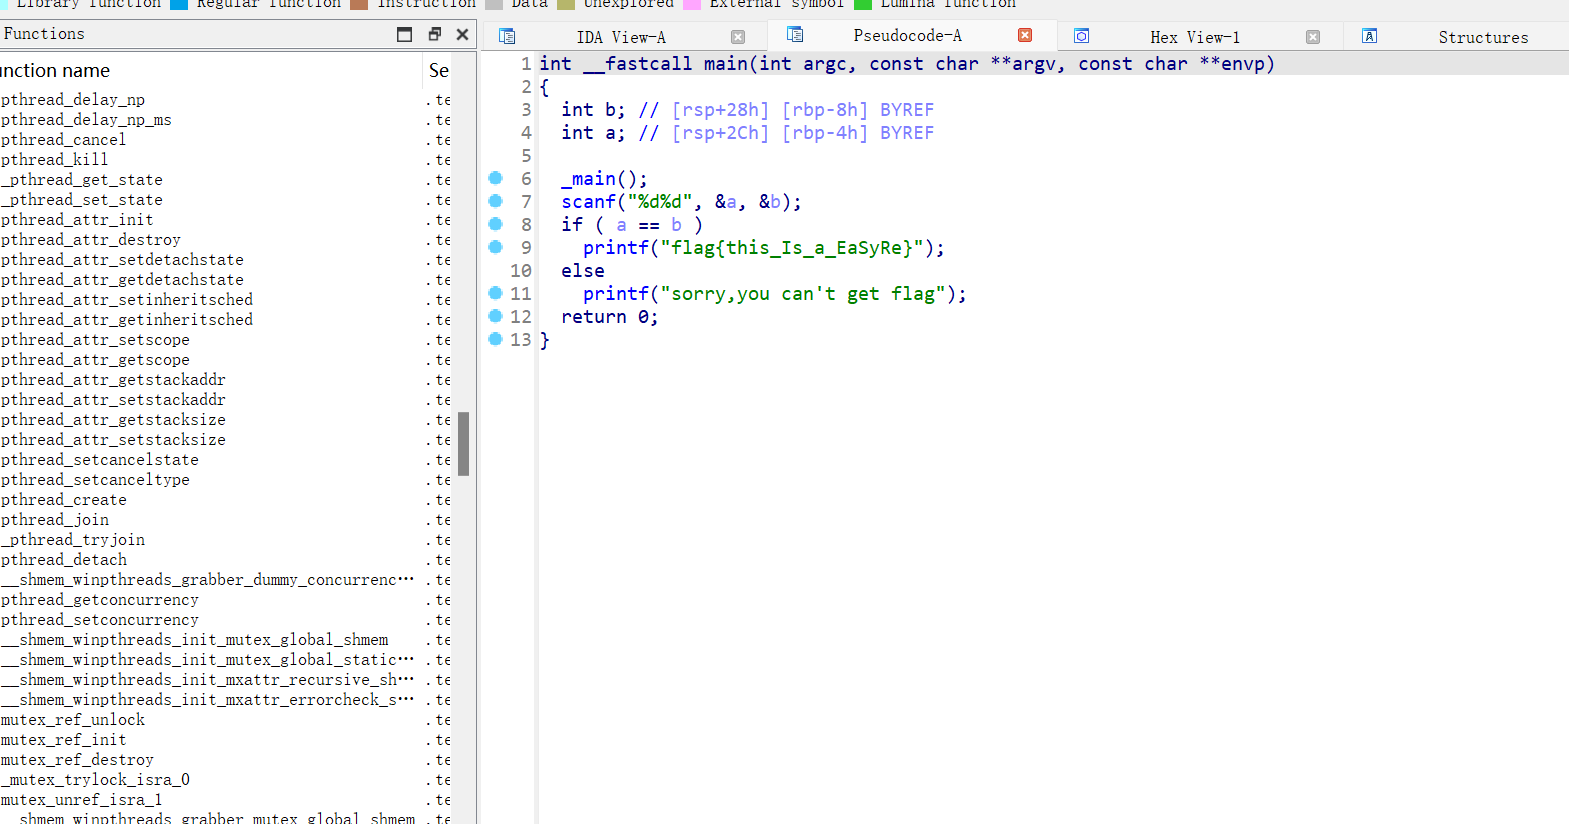 Library function Regular function Instruction Data Unexplored External symbol Lumina function
Functions
unction name Se
pthread_delay_np .te
pthread_delay_np_ms .te
pthread_cancel .te
pthread_kill .te
_pthread_get_state .te
_pthread_set_state .te
pthread_attr_init .te
pthread_attr_destroy .te
pthread_attr_setdetachstate .te
pthread_attr_getdetachstate .te
pthread_attr_setinheritsched .te
pthread_attr_getinheritsched .te
pthread_attr_setscope .te
pthread_attr_getscope .te
pthread_attr_getstackaddr .te
pthread_attr_setstackaddr .te
pthread_attr_getstacksize .te
pthread_attr_setstacksize .te
pthread_setcancelstate .te
pthread_setcanceltype .te
pthread_create .te
pthread_join .te
_pthread_tryjoin .te
pthread_detach .te
__shmem_winpthreads_grabber_dummy_concurrenc… .te
pthread_getconcurrency .te
pthread_setconcurrency .te
__shmem_winpthreads_init_mutex_global_shmem .te
__shmem_winpthreads_init_mutex_global_static… .te
__shmem_winpthreads_init_mxattr_recursive_sh… .te
__shmem_winpthreads_init_mxattr_errorcheck_s… .te
mutex_ref_unlock .te
mutex_ref_init .te
mutex_ref_destroy .te
_mutex_trylock_isra_0 .te
mutex_unref_isra_1 .te
__shmem_winpthreads_grabber_mutex_global_shmem .te
IDA View-A Pseudocode-A Hex View-1 Structures
1 int __fastcall main(int argc, const char **argv, const char **envp)
2 {
3 int b; // [rsp+28h] [rbp-8h] BYREF
4 int a; // [rsp+2Ch] [rbp-4h] BYREF
5
6 _main();
7 scanf("%d%d", &a, &b);
8 if ( a == b )
9 printf("flag{this_Is_a_EaSyRe}");
10 else
11 printf("sorry,you can't get flag");
12 return 0;
13 }